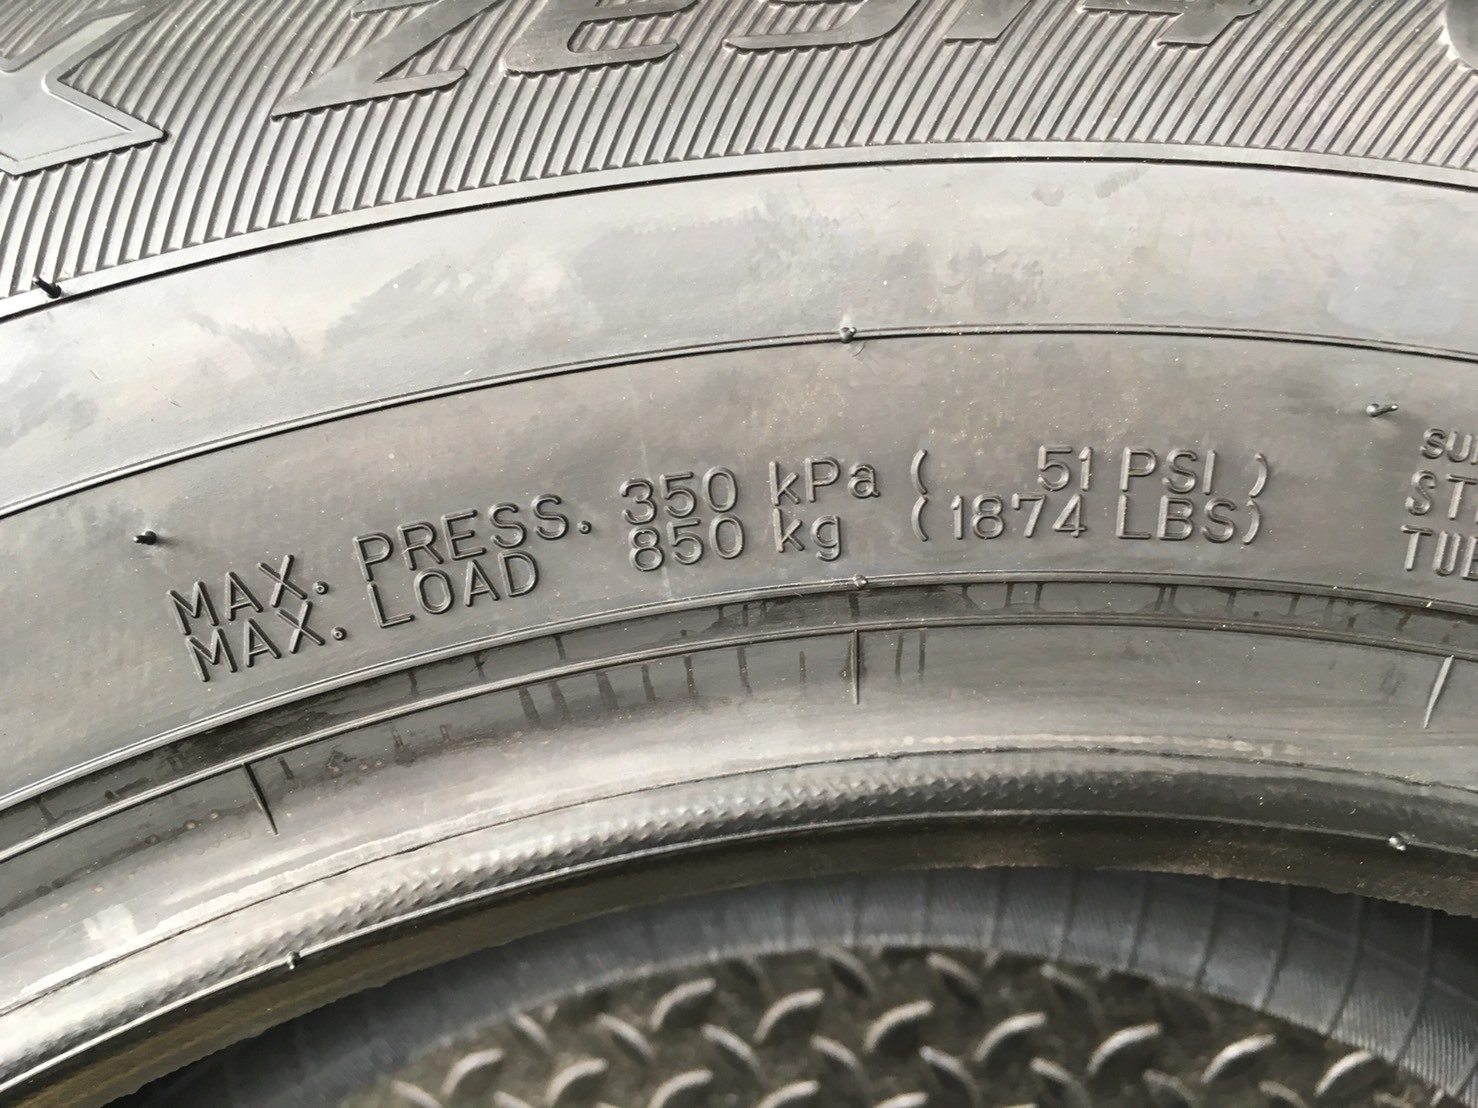 MAX. PRESS. 350 kPa ( 51 PSI )
MAX. LOAD 850 kg (1874 LBS)